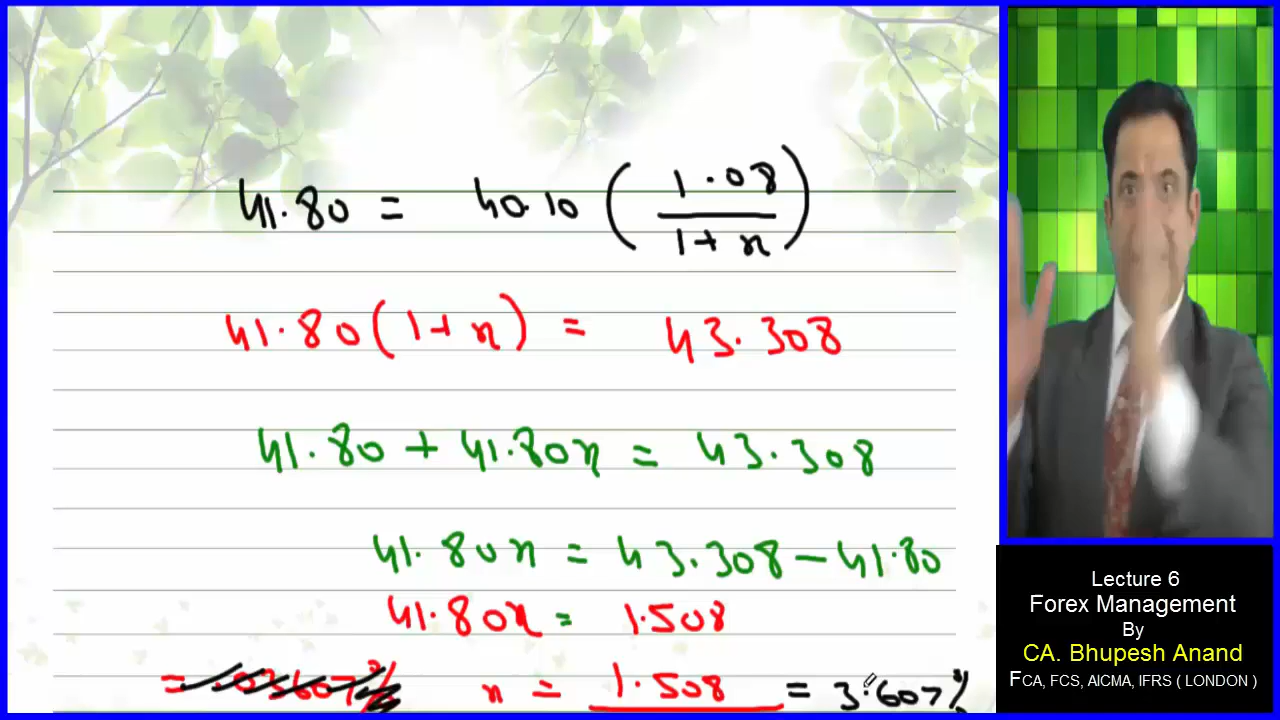 41.80 = 40.10 ( 1.08 / 1+x )
41.80 (1+x) = 43.308
41.80 + 41.80x = 43.308
41.80x = 43.308 - 41.80
41.80x = 1.508
x = 1.508 = 3.607%
Lecture 6
Forex Management
By
CA. Bhupesh Anand
FCA, FCS, AICMA, IFRS ( LONDON )